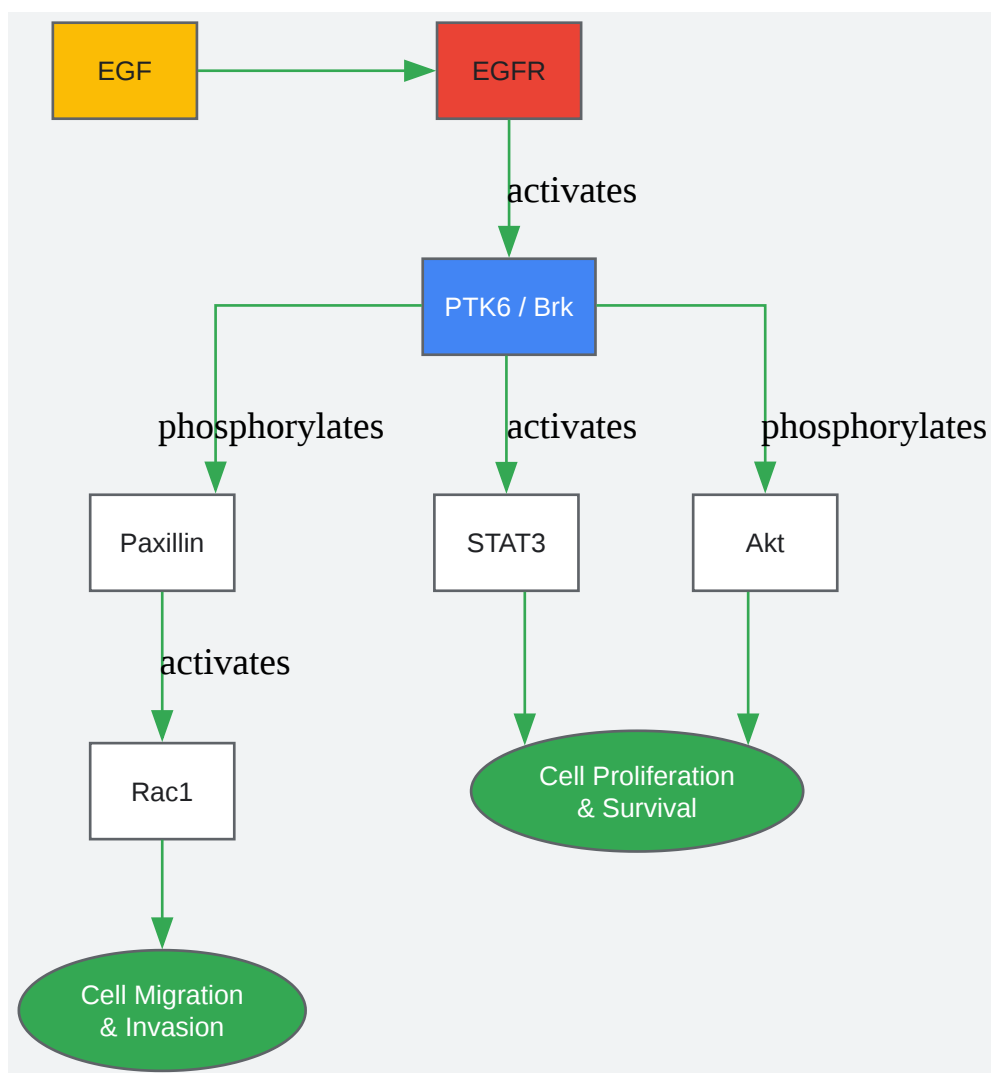 EGF
EGFR
activates
PTK6 / Brk
phosphorylates
activates
phosphorylates
Paxillin
STAT3
Akt
activates
Rac1
Cell Proliferation
& Survival
Cell Migration
& Invasion